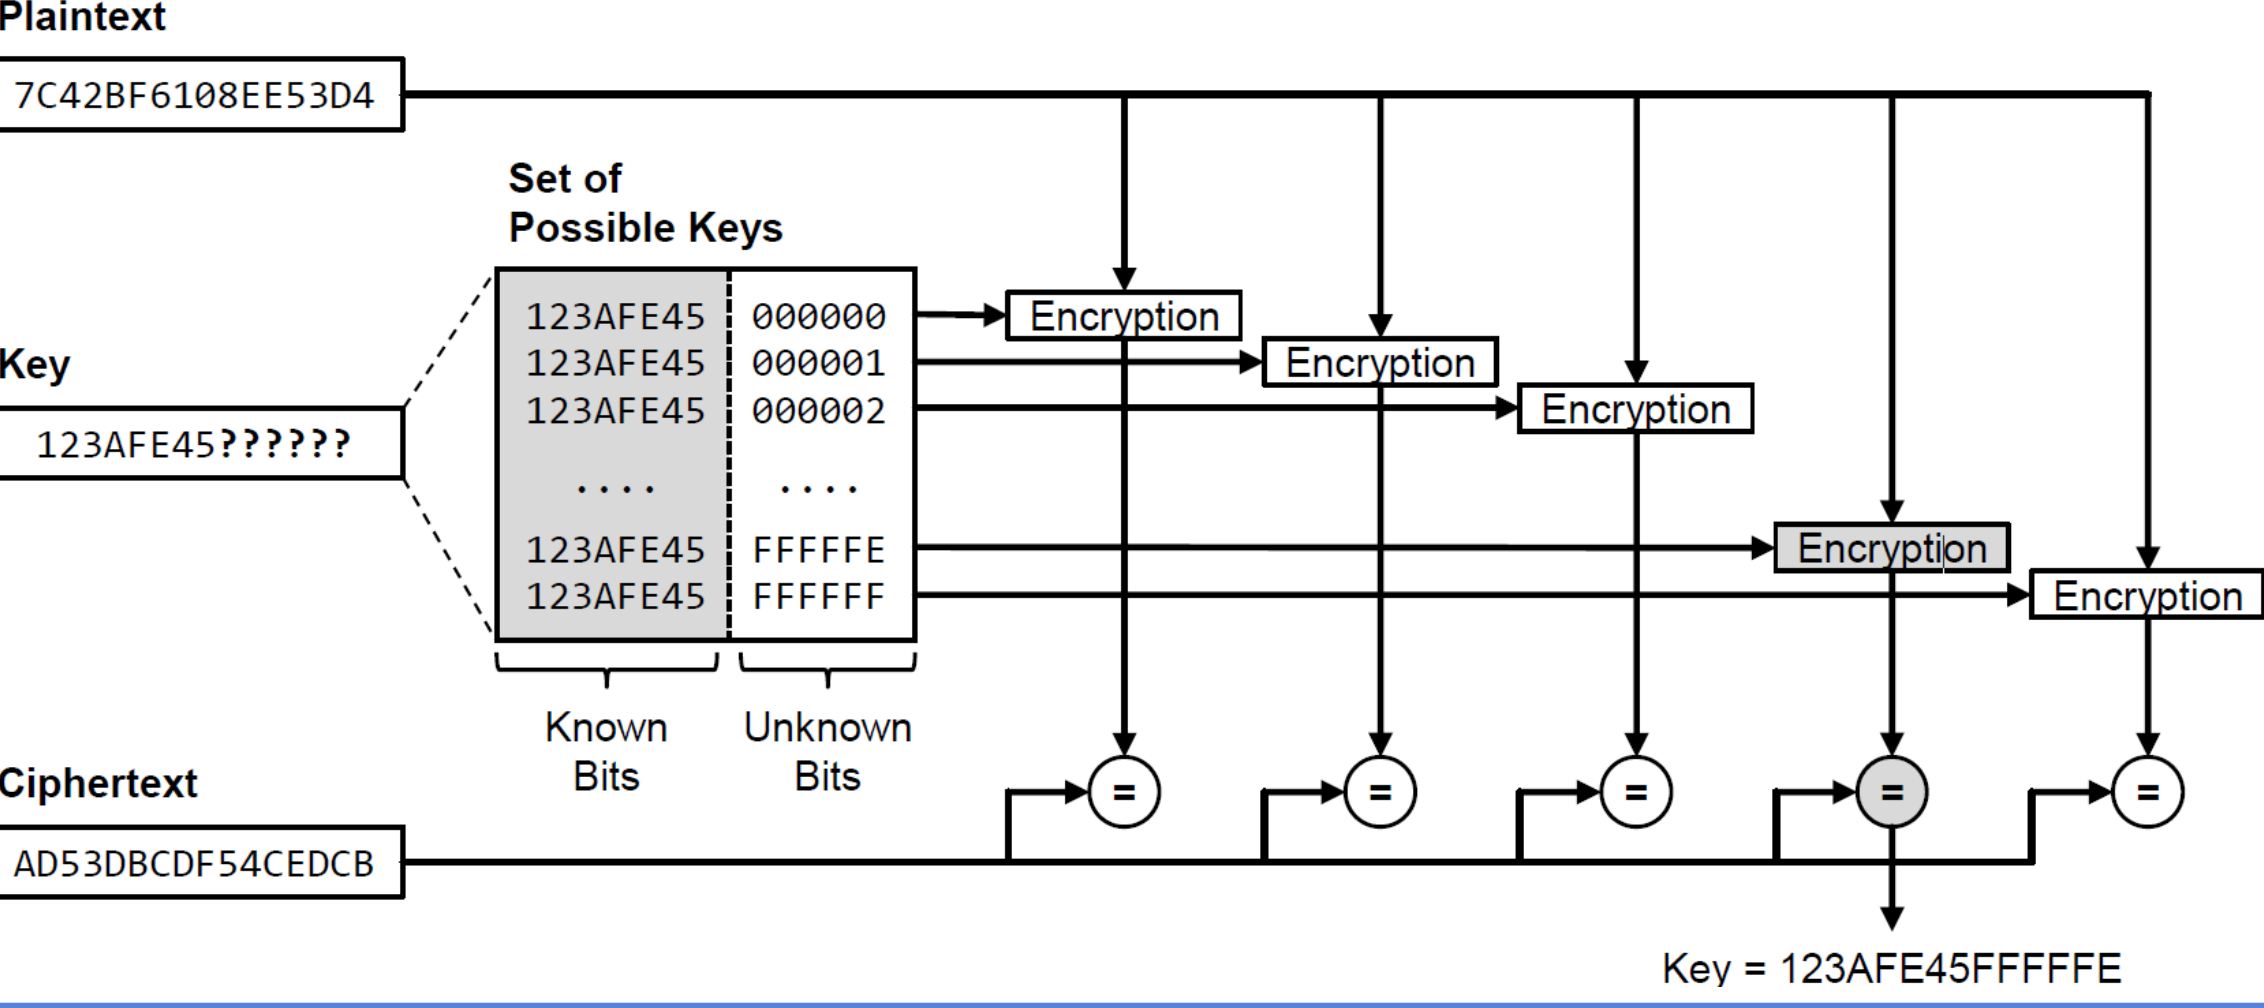 Plaintext
7C42BF6108EE53D4
Set of
Possible Keys
Key
123AFE45??????
123AFE45 000000
123AFE45 000001
123AFE45 000002
.... ....
123AFE45 FFFFFE
123AFE45 FFFFFF
Encryption
Encryption
Encryption
Encryption
Encryption
Known
Bits
Unknown
Bits
Ciphertext
AD53DBCDF54CEDCB
= = = = =
Key = 123AFE45FFFFFE